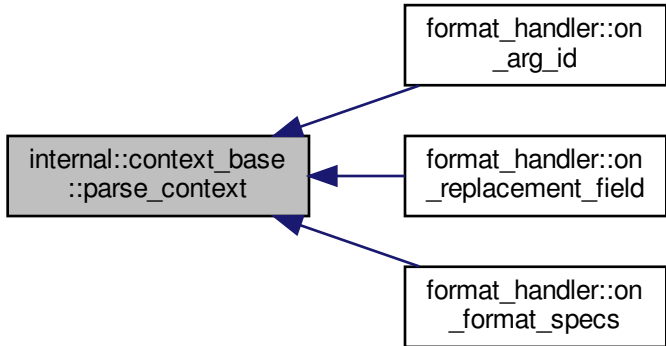 internal::context_base
::parse_context
format_handler::on
_arg_id
format_handler::on
_replacement_field
format_handler::on
_format_specs